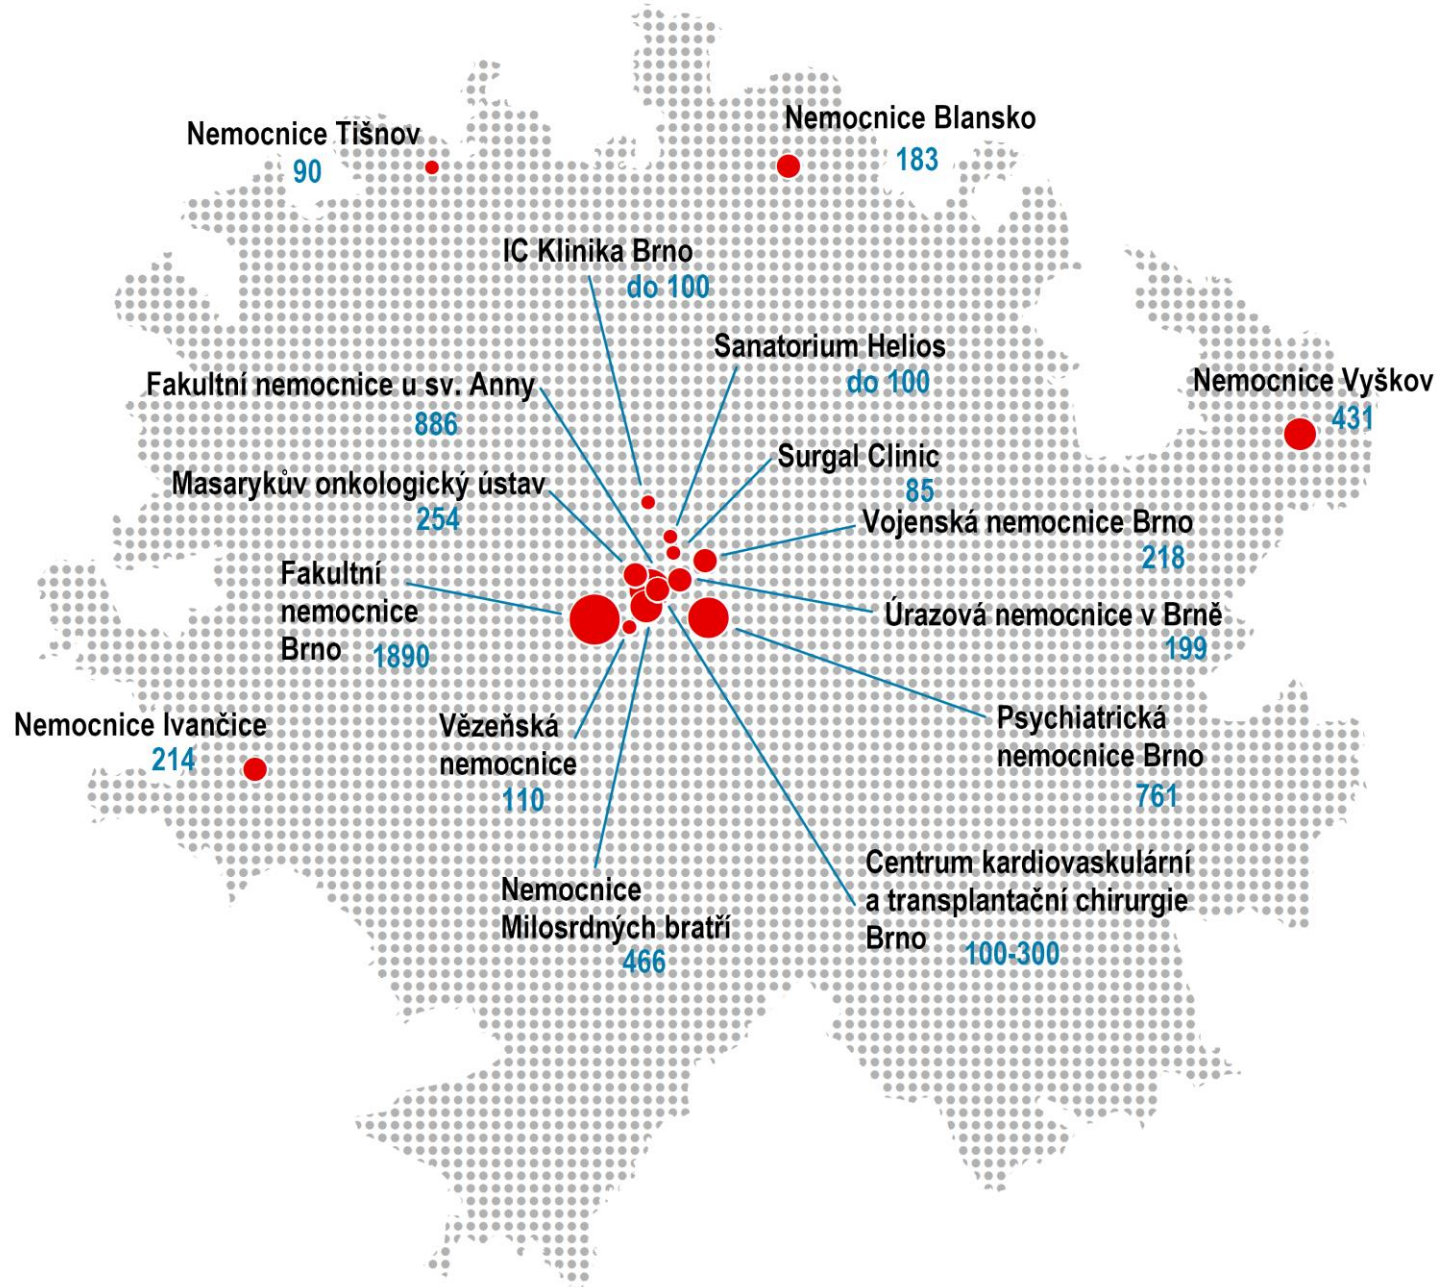 Nemocnice Tišnov
90
Nemocnice Blansko
183
IC Klinika Brno
do 100
Sanatorium Helios
do 100
Fakultní nemocnice u sv. Anny
886
Nemocnice Vyškov
431
Surgal Clinic
85
Masarykův onkologický ústav
254
Vojenská nemocnice Brno
218
Fakultní
nemocnice
Brno 1890
Úrazová nemocnice v Brně
199
Nemocnice Ivančice
214
Vězeňská
nemocnice
110
Psychiatrická
nemocnice Brno
761
Nemocnice
Milosrdných bratří
466
Centrum kardiovaskulární
a transplantační chirurgie
Brno 100-300